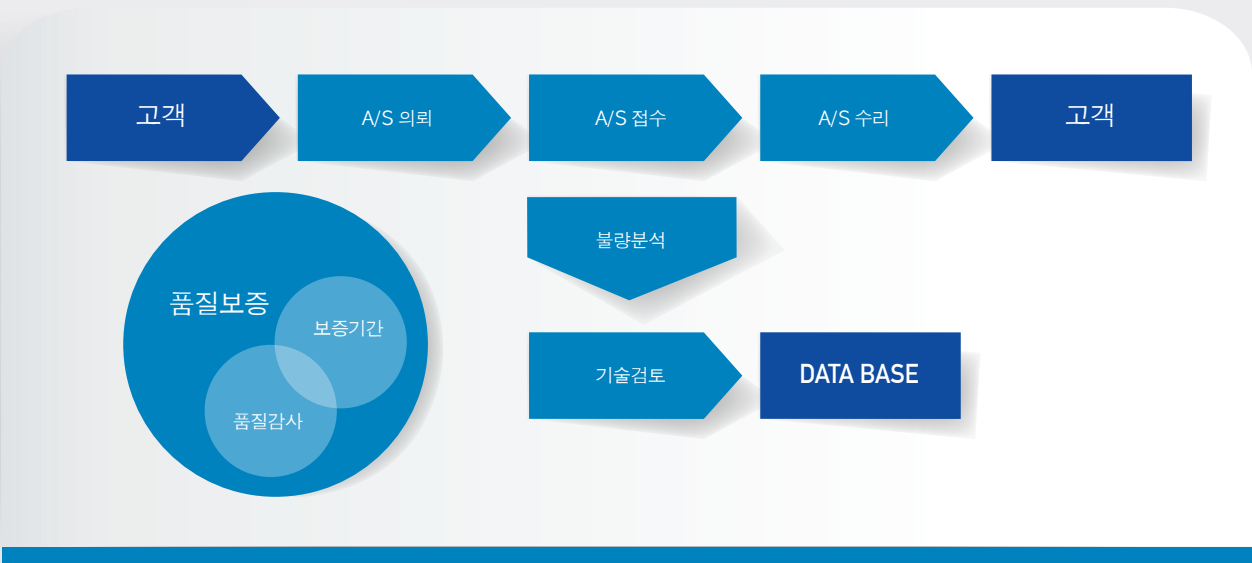 고객
A/S 의뢰
A/S 접수
A/S 수리
고객
불량분석
품질보증
보증기간
품질감사
기술검토
DATA BASE